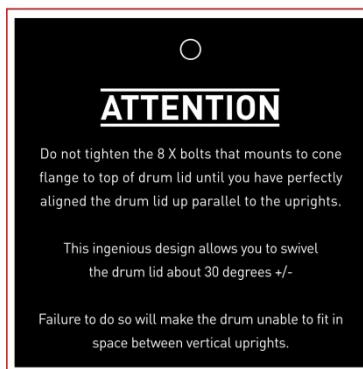 ATTENTION
Do not tighten the 8 X bolts that mounts to cone
flange to top of drum lid until you have perfectly
aligned the drum lid up parallel to the uprights.
This ingenious design allows you to swivel
the drum lid about 30 degrees +/-
Failure to do so will make the drum unable to fit in
space between vertical uprights.